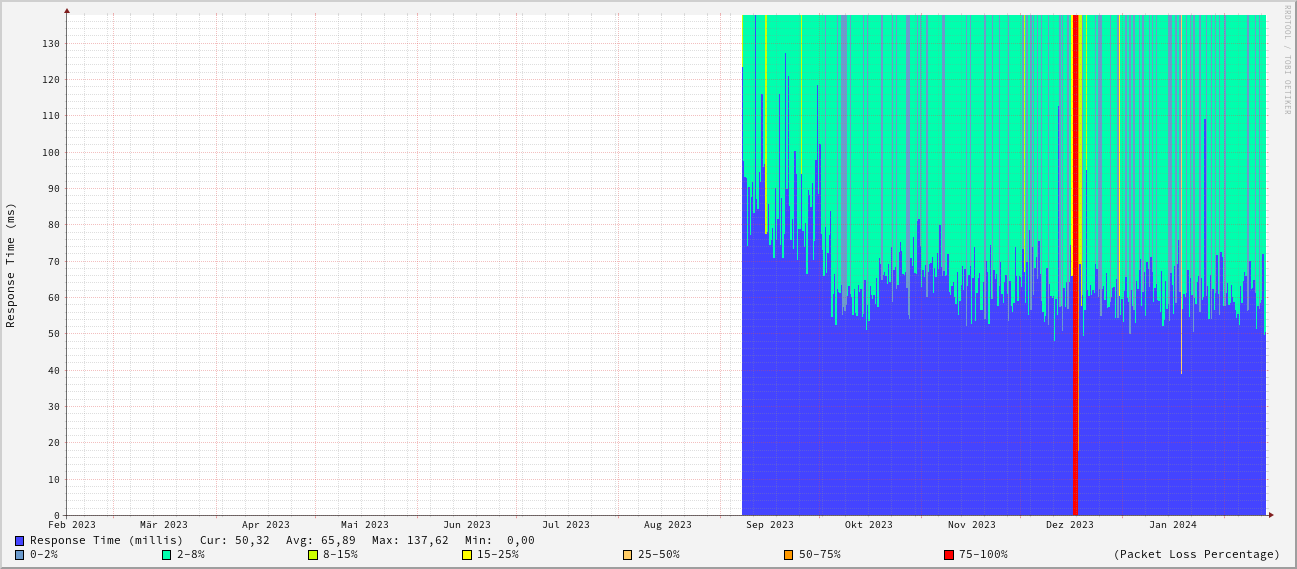 RRDTOOL / TOBI OETIKER
Response Time (ms)
130
120
110
100
90
80
70
60
50
40
30
20
10
0
Feb 2023 Mär 2023 Apr 2023 Mai 2023 Jun 2023 Jul 2023 Aug 2023 Sep 2023 Okt 2023 Nov 2023 Dez 2023 Jan 2024
Response Time (millis) Cur: 50,32 Avg: 65,89 Max: 137,62 Min: 0,00
0-2% 2-8% 8-15% 15-25% 25-50% 50-75% 75-100% (Packet Loss Percentage)